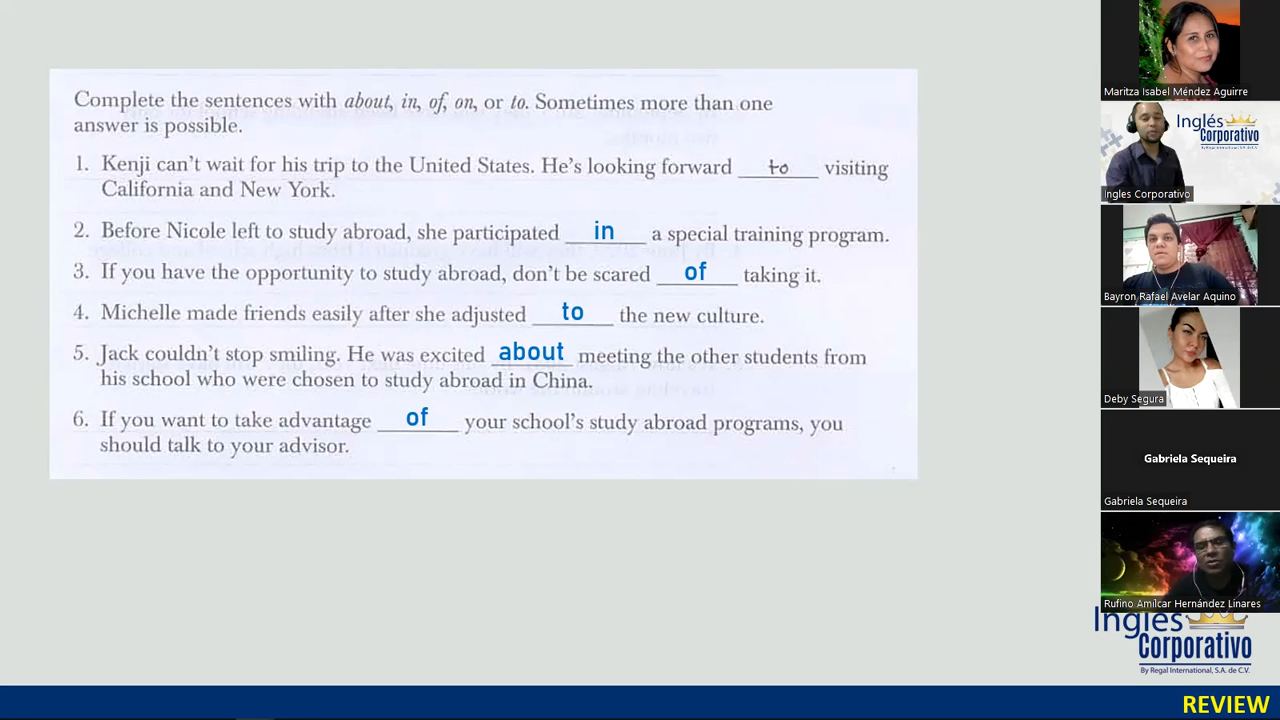 Complete the sentences with about, in, of, on, or to. Sometimes more than one
answer is possible.
1. Kenji can't wait for his trip to the United States. He's looking forward to visiting
California and New York.
2. Before Nicole left to study abroad, she participated in a special training program.
3. If you have the opportunity to study abroad, don't be scared of taking it.
4. Michelle made friends easily after she adjusted to the new culture.
5. Jack couldn't stop smiling. He was excited about meeting the other students from
his school who were chosen to study abroad in China.
6. If you want to take advantage of your school's study abroad programs, you
should talk to your advisor.
Maritza Isabel Méndez Aguirre
Inglés
Corporativo
By Regal International, S.A. de C.V.
Ingles Corporativo
Bayron Rafael Avelar Aquino
Deby Segura
Gabriela Sequeira
Gabriela Sequeira
Rufino Amílcar Hernández Linares
Inglés
Corporativo
By Regal International, S.A. de C.V.
REVIEW